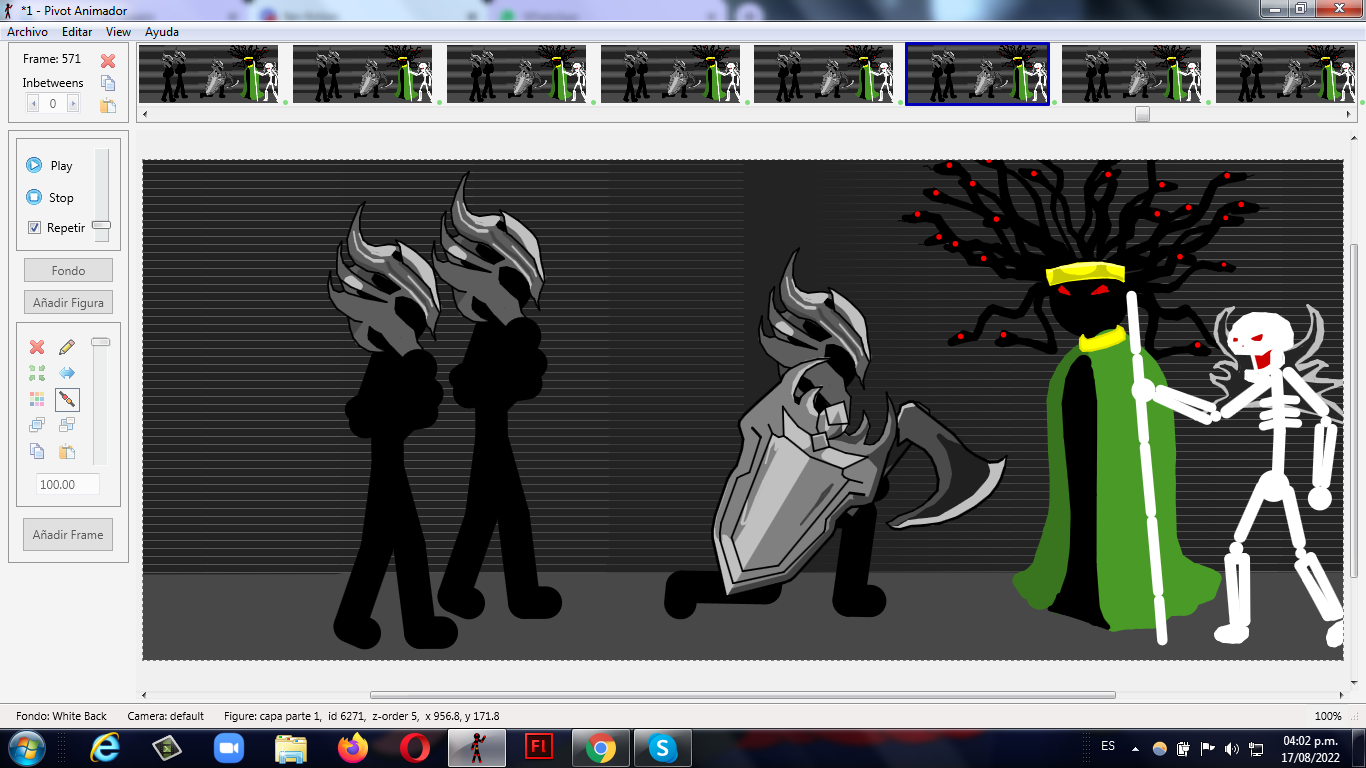 *1 - Pivot Animador
Archivo Editar View Ayuda
Frame: 571
Inbetweens
0
Play
Stop
Repetir
Fondo
Añadir Figura
100.00
Añadir Frame
Fondo: White Back Camera: default Figure: capa parte 1, id 6271, z-order 5, x 956.8, y 171.8 100%
Fl
ES
04:02 p.m.
17/08/2022